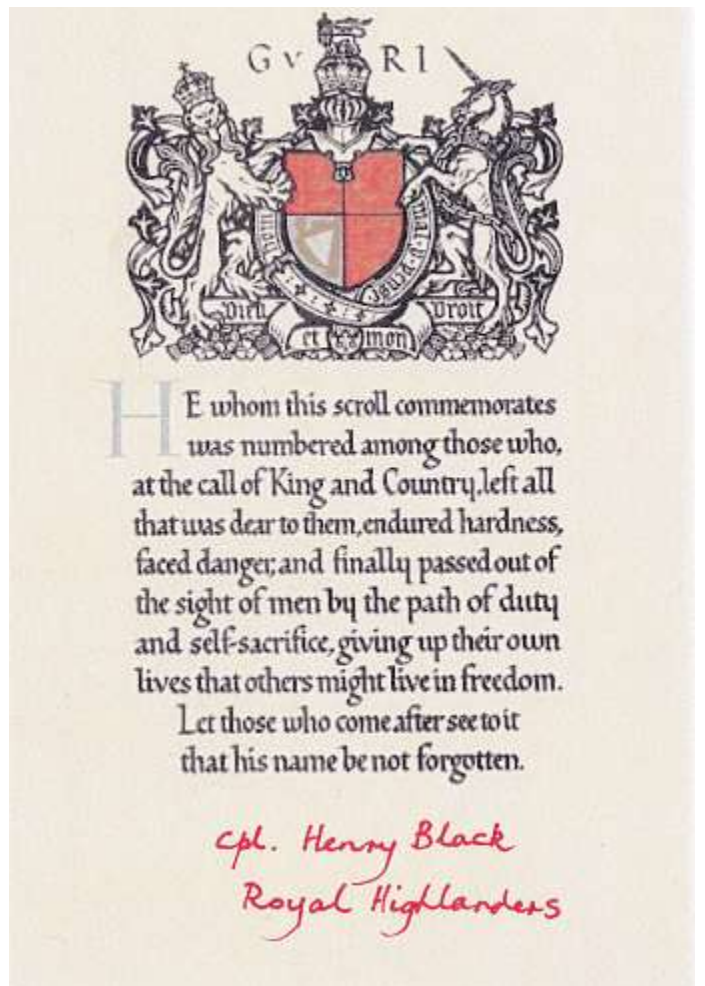 G V R I
Dieu Droit
et mon
HE whom this scroll commemorates
was numbered among those who,
at the call of King and Country, left all
that was dear to them, endured hardness,
faced danger, and finally passed out of
the sight of men by the path of duty
and self-sacrifice, giving up their own
lives that others might live in freedom.
Let those who come after see to it
that his name be not forgotten.
Cpl. Henry Black
Royal Highlanders